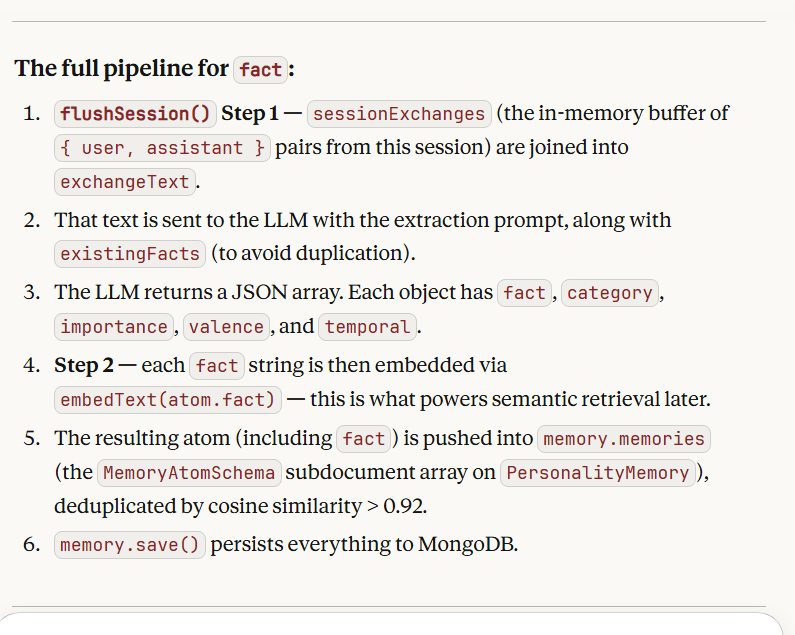 The full pipeline for fact:
1. flushSession() Step 1 — sessionExchanges (the in-memory buffer of
{ user, assistant } pairs from this session) are joined into
exchangeText.
2. That text is sent to the LLM with the extraction prompt, along with
existingFacts (to avoid duplication).
3. The LLM returns a JSON array. Each object has fact, category,
importance, valence, and temporal.
4. Step 2 — each fact string is then embedded via
embedText(atom.fact) — this is what powers semantic retrieval later.
5. The resulting atom (including fact) is pushed into memory.memories
(the MemoryAtomSchema subdocument array on PersonalityMemory),
deduplicated by cosine similarity > 0.92.
6. memory.save() persists everything to MongoDB.